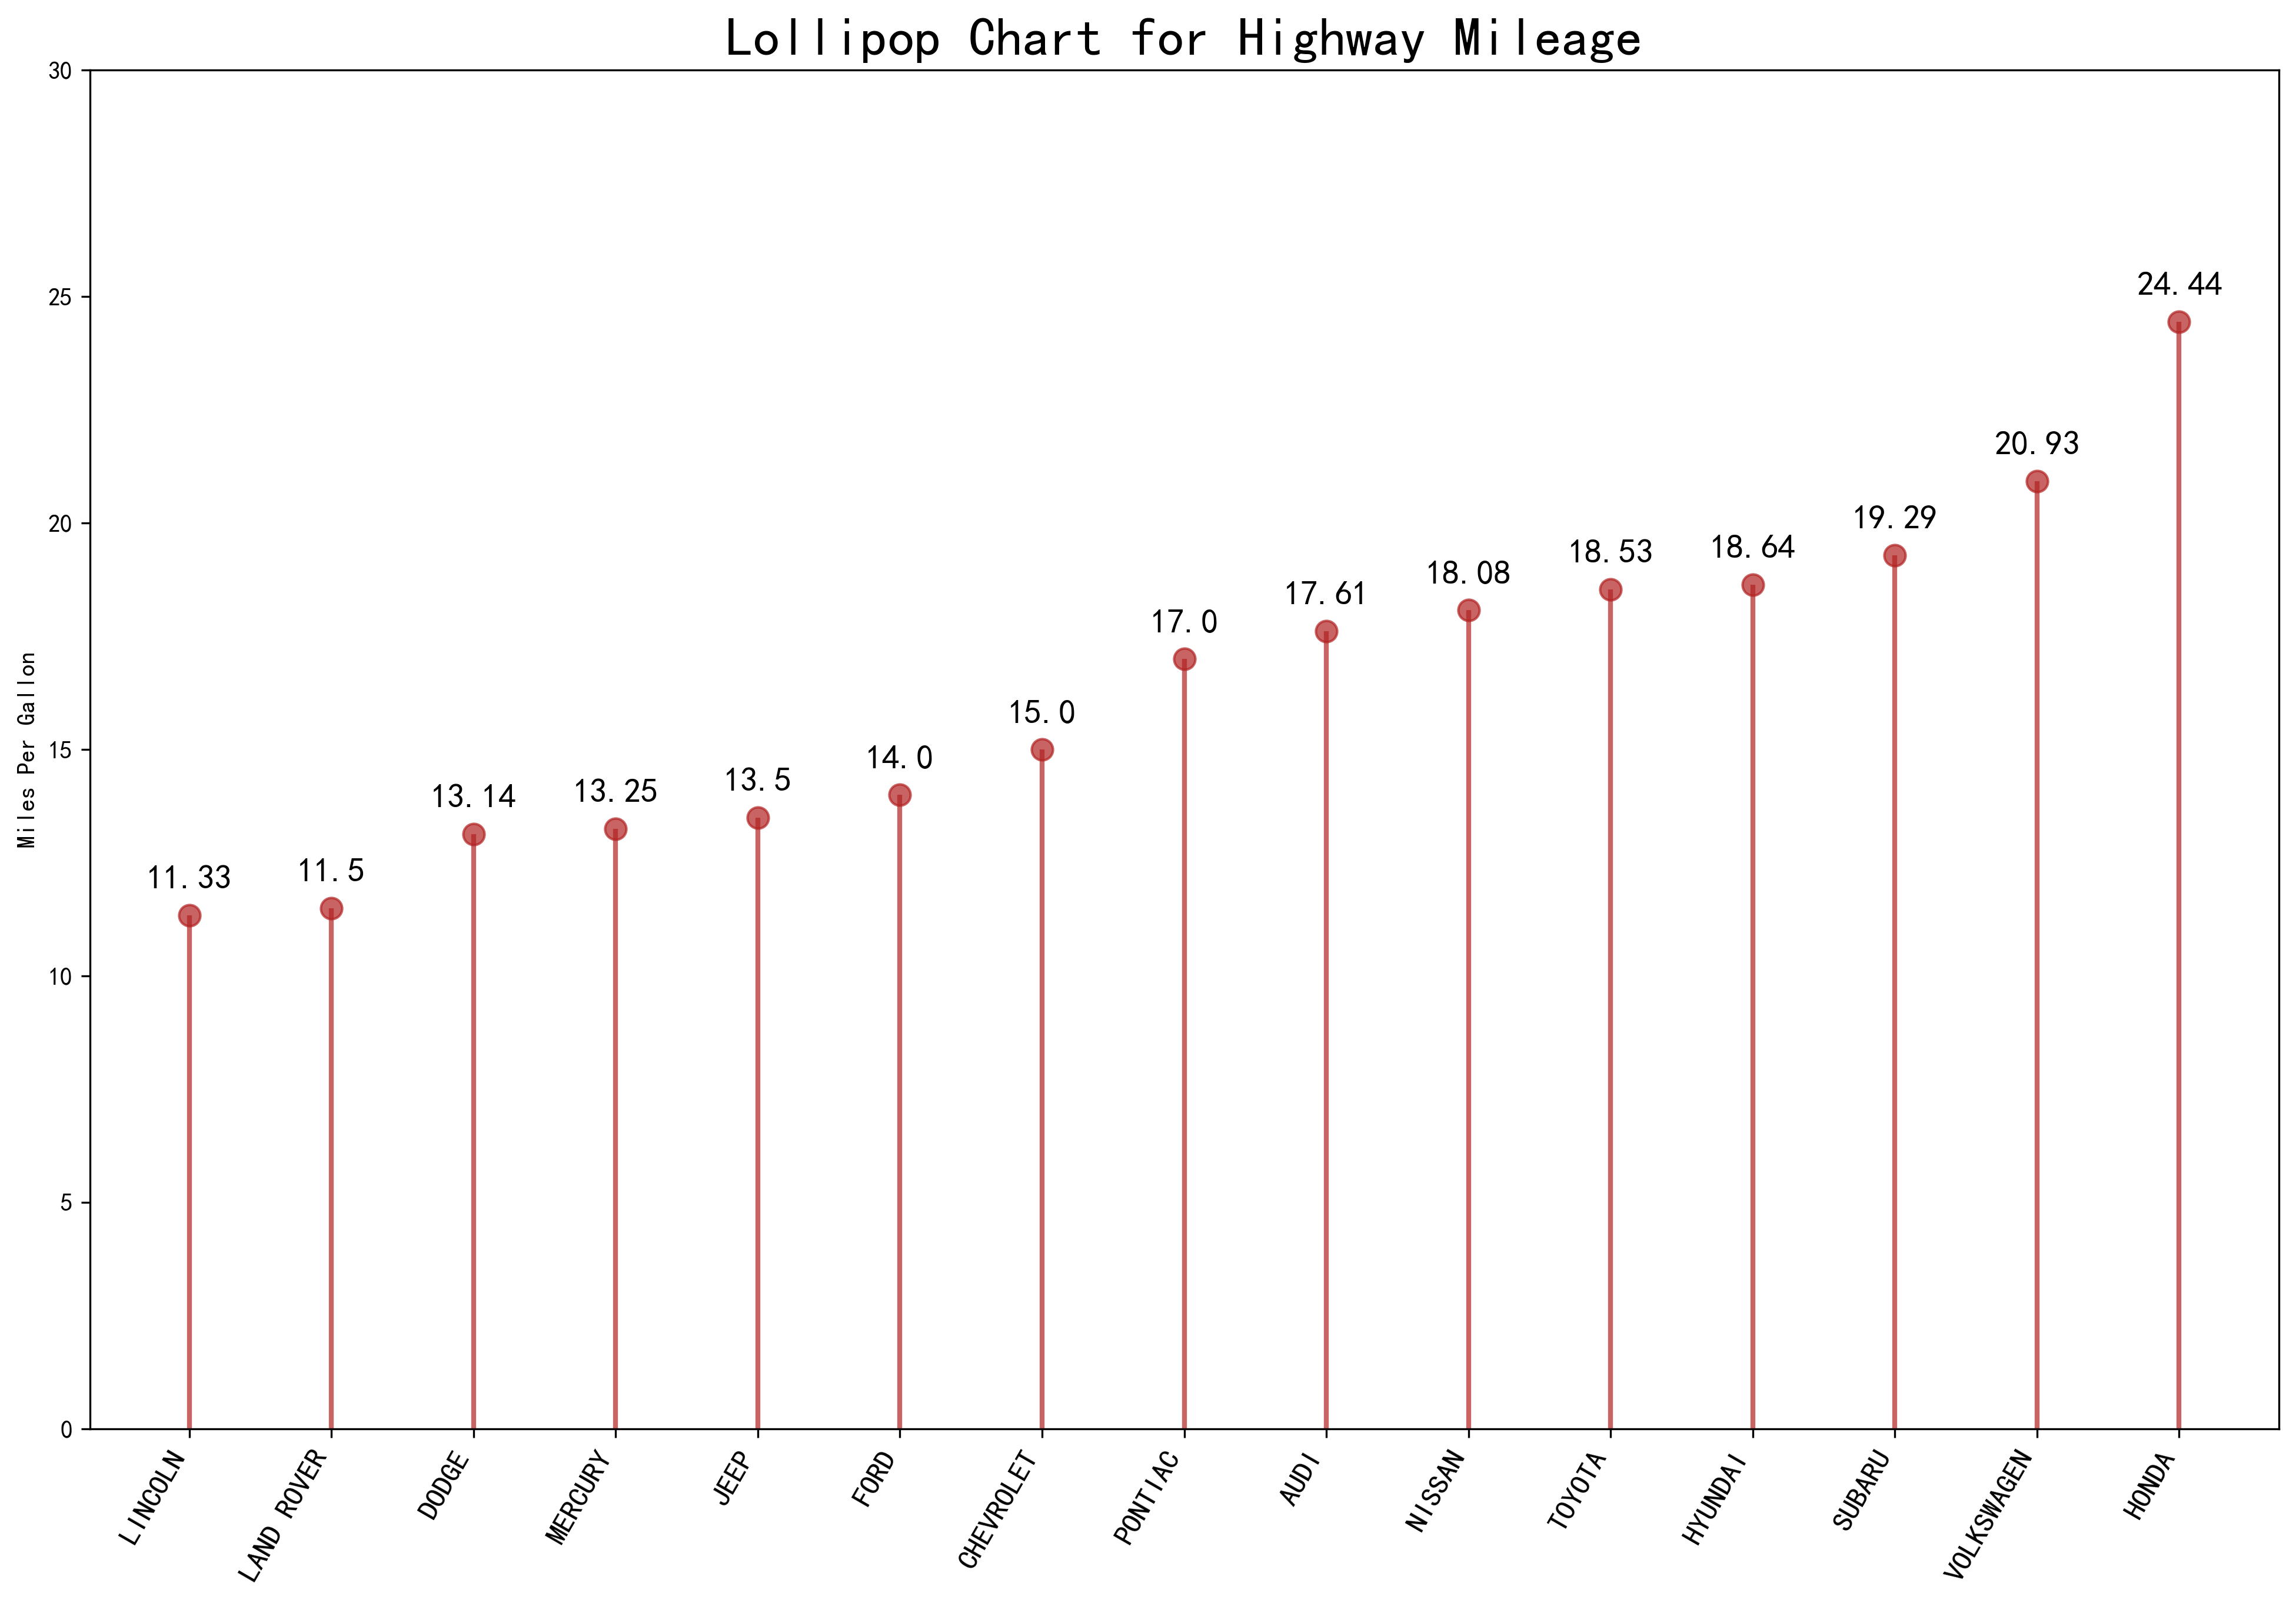 Lollipop Chart for Highway Mileage
Miles Per Gallon
30
25
20
15
10
5
0
11.33
11.5
13.14
13.25
13.5
14.0
15.0
17.0
17.61
18.08
18.53
18.64
19.29
20.93
24.44
LINCOLN
LAND ROVER
DODGE
MERCURY
JEEP
FORD
CHEVROLET
PONTIAC
AUDI
NISSAN
TOYOTA
HYUNDAI
SUBARU
VOLKSWAGEN
HONDA